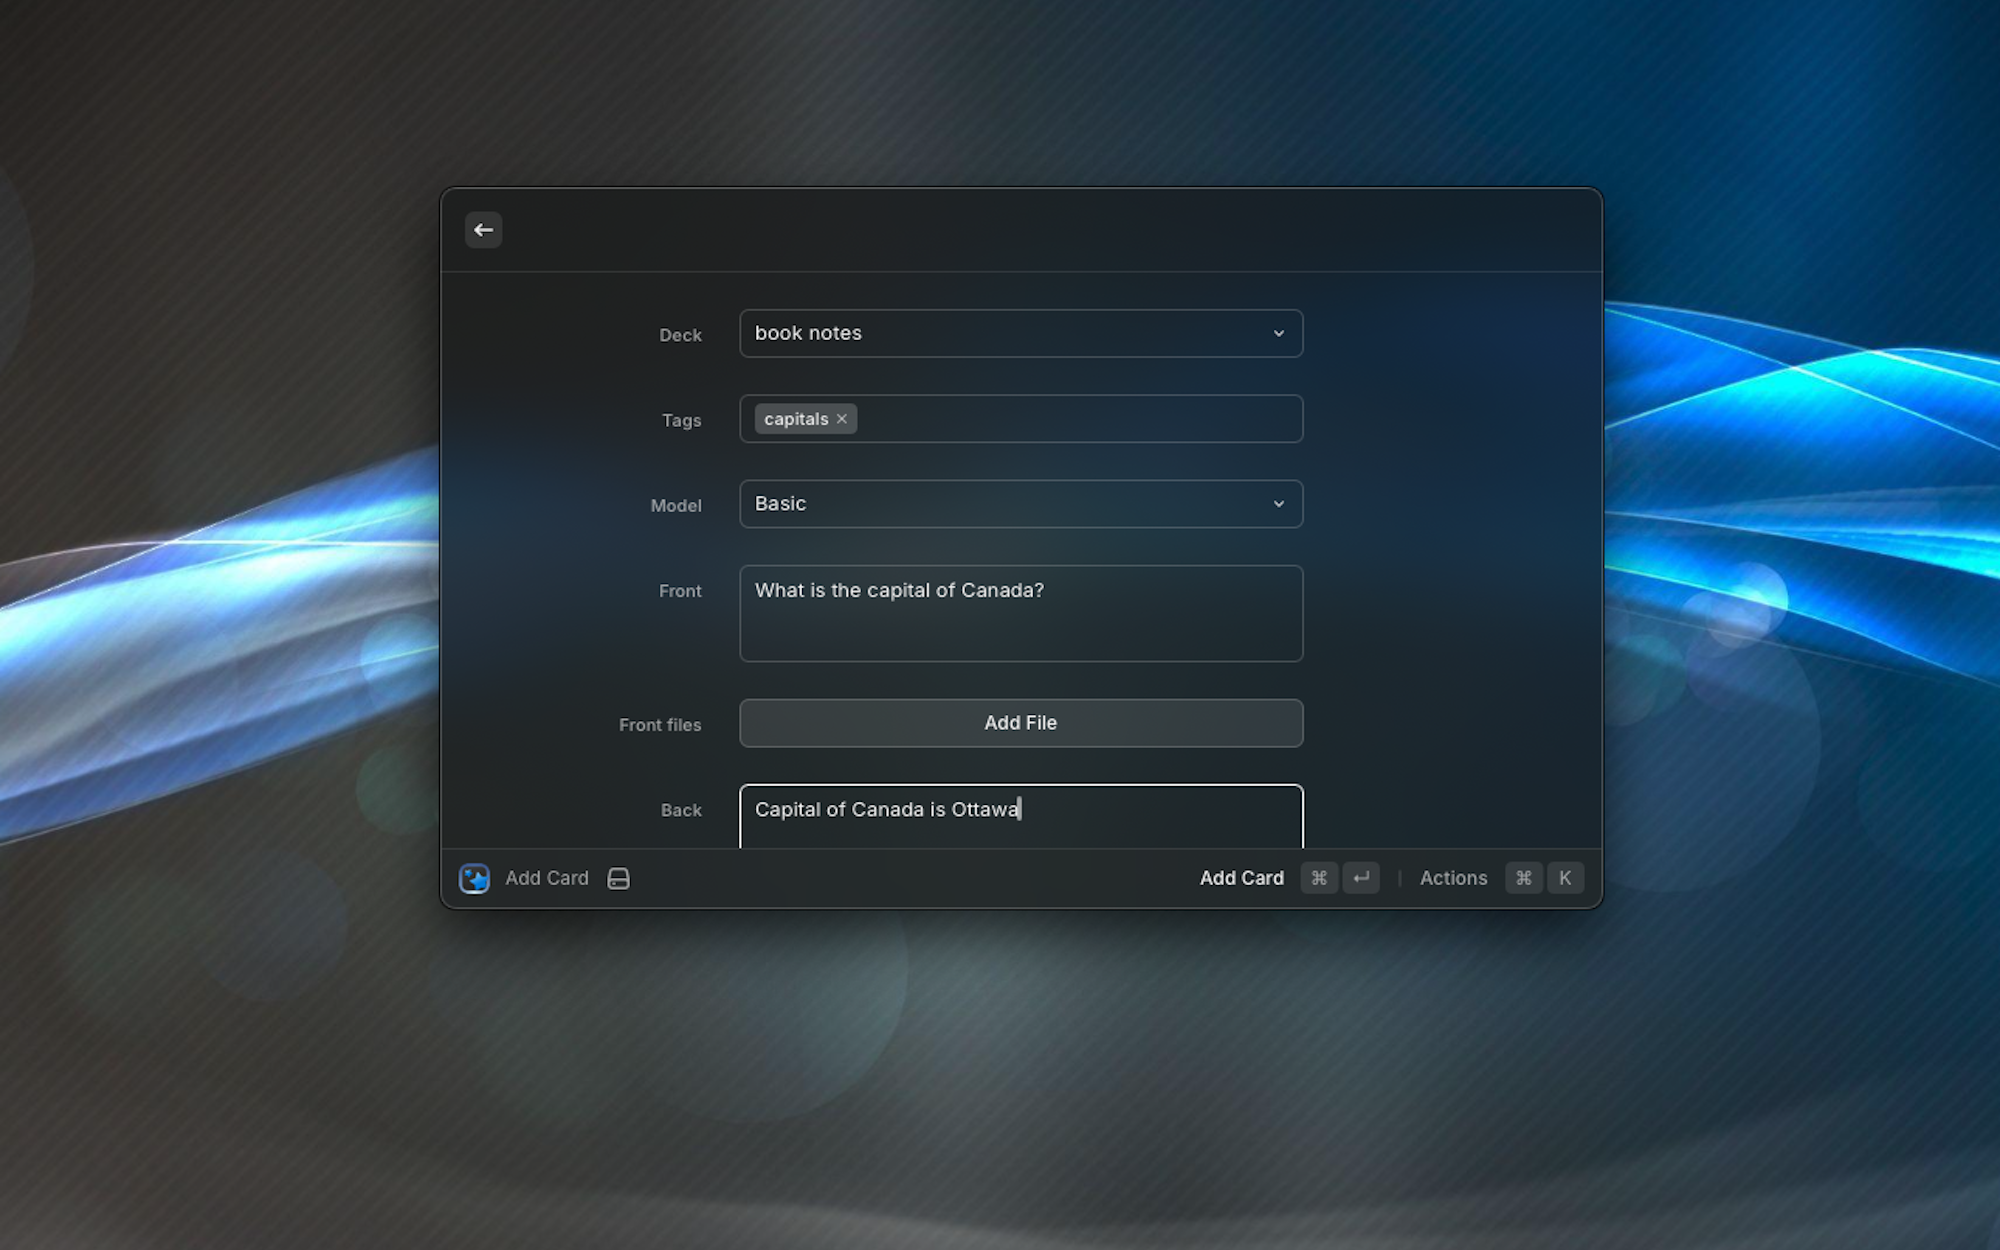 Deck
book notes
Tags
capitals ×
Model
Basic
Front
What is the capital of Canada?
Front files
Add File
Back
Capital of Canada is Ottawa
Add Card
Add Card ⌘ ↵ | Actions ⌘ K